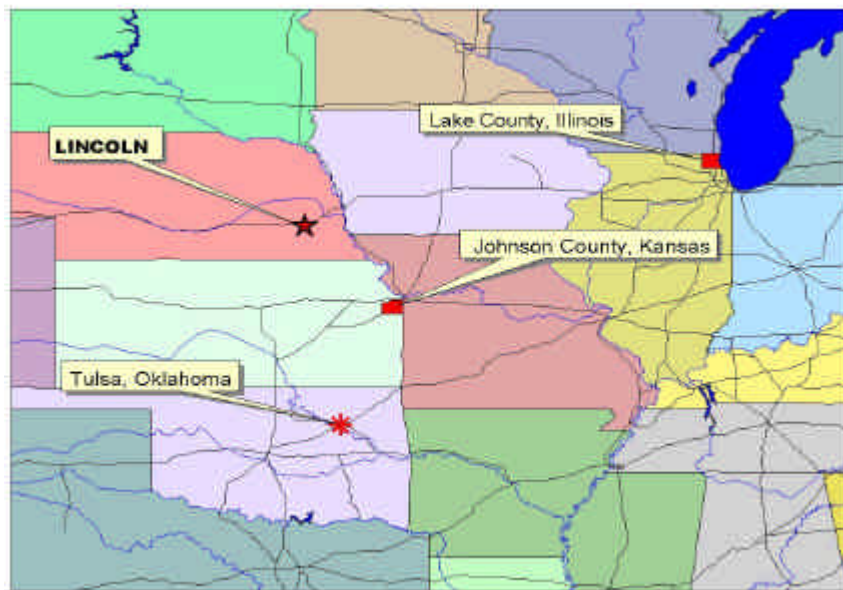 Lake County, Illinois
LINCOLN
Johnson County, Kansas
Tulsa, Oklahoma